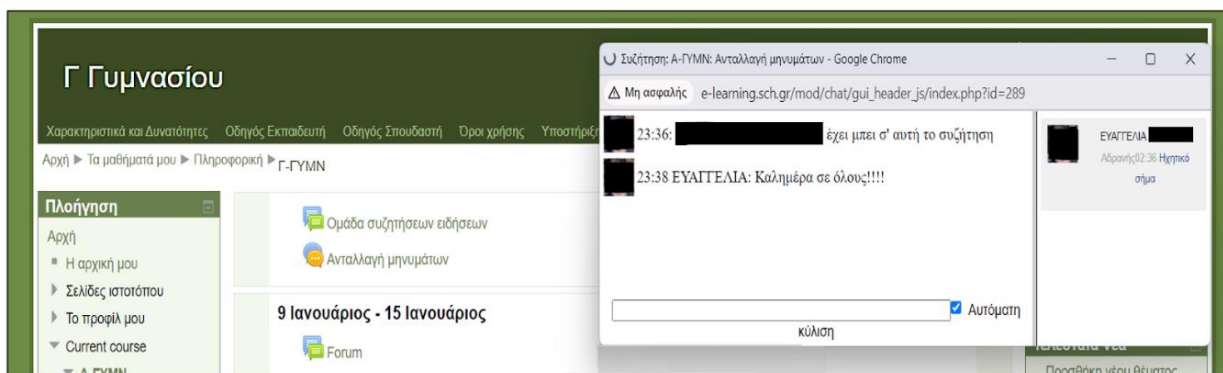 Γ Γυμνασίου
Χαρακτηριστικά και Δυνατότητες Οδηγός Εκπαιδευτή Οδηγός Σπουδαστή Όροι χρήσης Υποστήριξη
Αρχή ► Τα μαθήματά μου ► Πληροφορική ► Γ-ΓΥΜΝ
Πλοήγηση
Αρχή
Η αρχική μου
Σελίδες ιστοτόπου
Το προφίλ μου
Current course
Α-ΓΥΜΝ
Ομάδα συζητήσεων ειδήσεων
Ανταλλαγή μηνυμάτων
9 Ιανουάριος - 15 Ιανουάριος
Forum
Συζήτηση: Α-ΓΥΜΝ: Ανταλλαγή μηνυμάτων - Google Chrome
Μη ασφαλής e-learning.sch.gr/mod/chat/gui_header_js/index.php?id=289
23:36: έχει μπει σ' αυτή το συζήτηση
23:38 ΕΥΑΓΓΕΛΙΑ: Καλημέρα σε όλους!!!!
Αυτόματη
κύλιση
ΕΥΑΓΓΕΛΙΑ
Αδρανής02:36 Ηχητικό
σήμα
Προσθήκη νέου θέματος